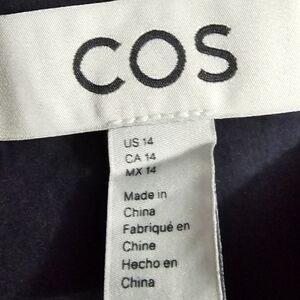 COS
US 14
CA 14
MX 14
Made in
China
Fabriqué en
Chine
Hecho en
China